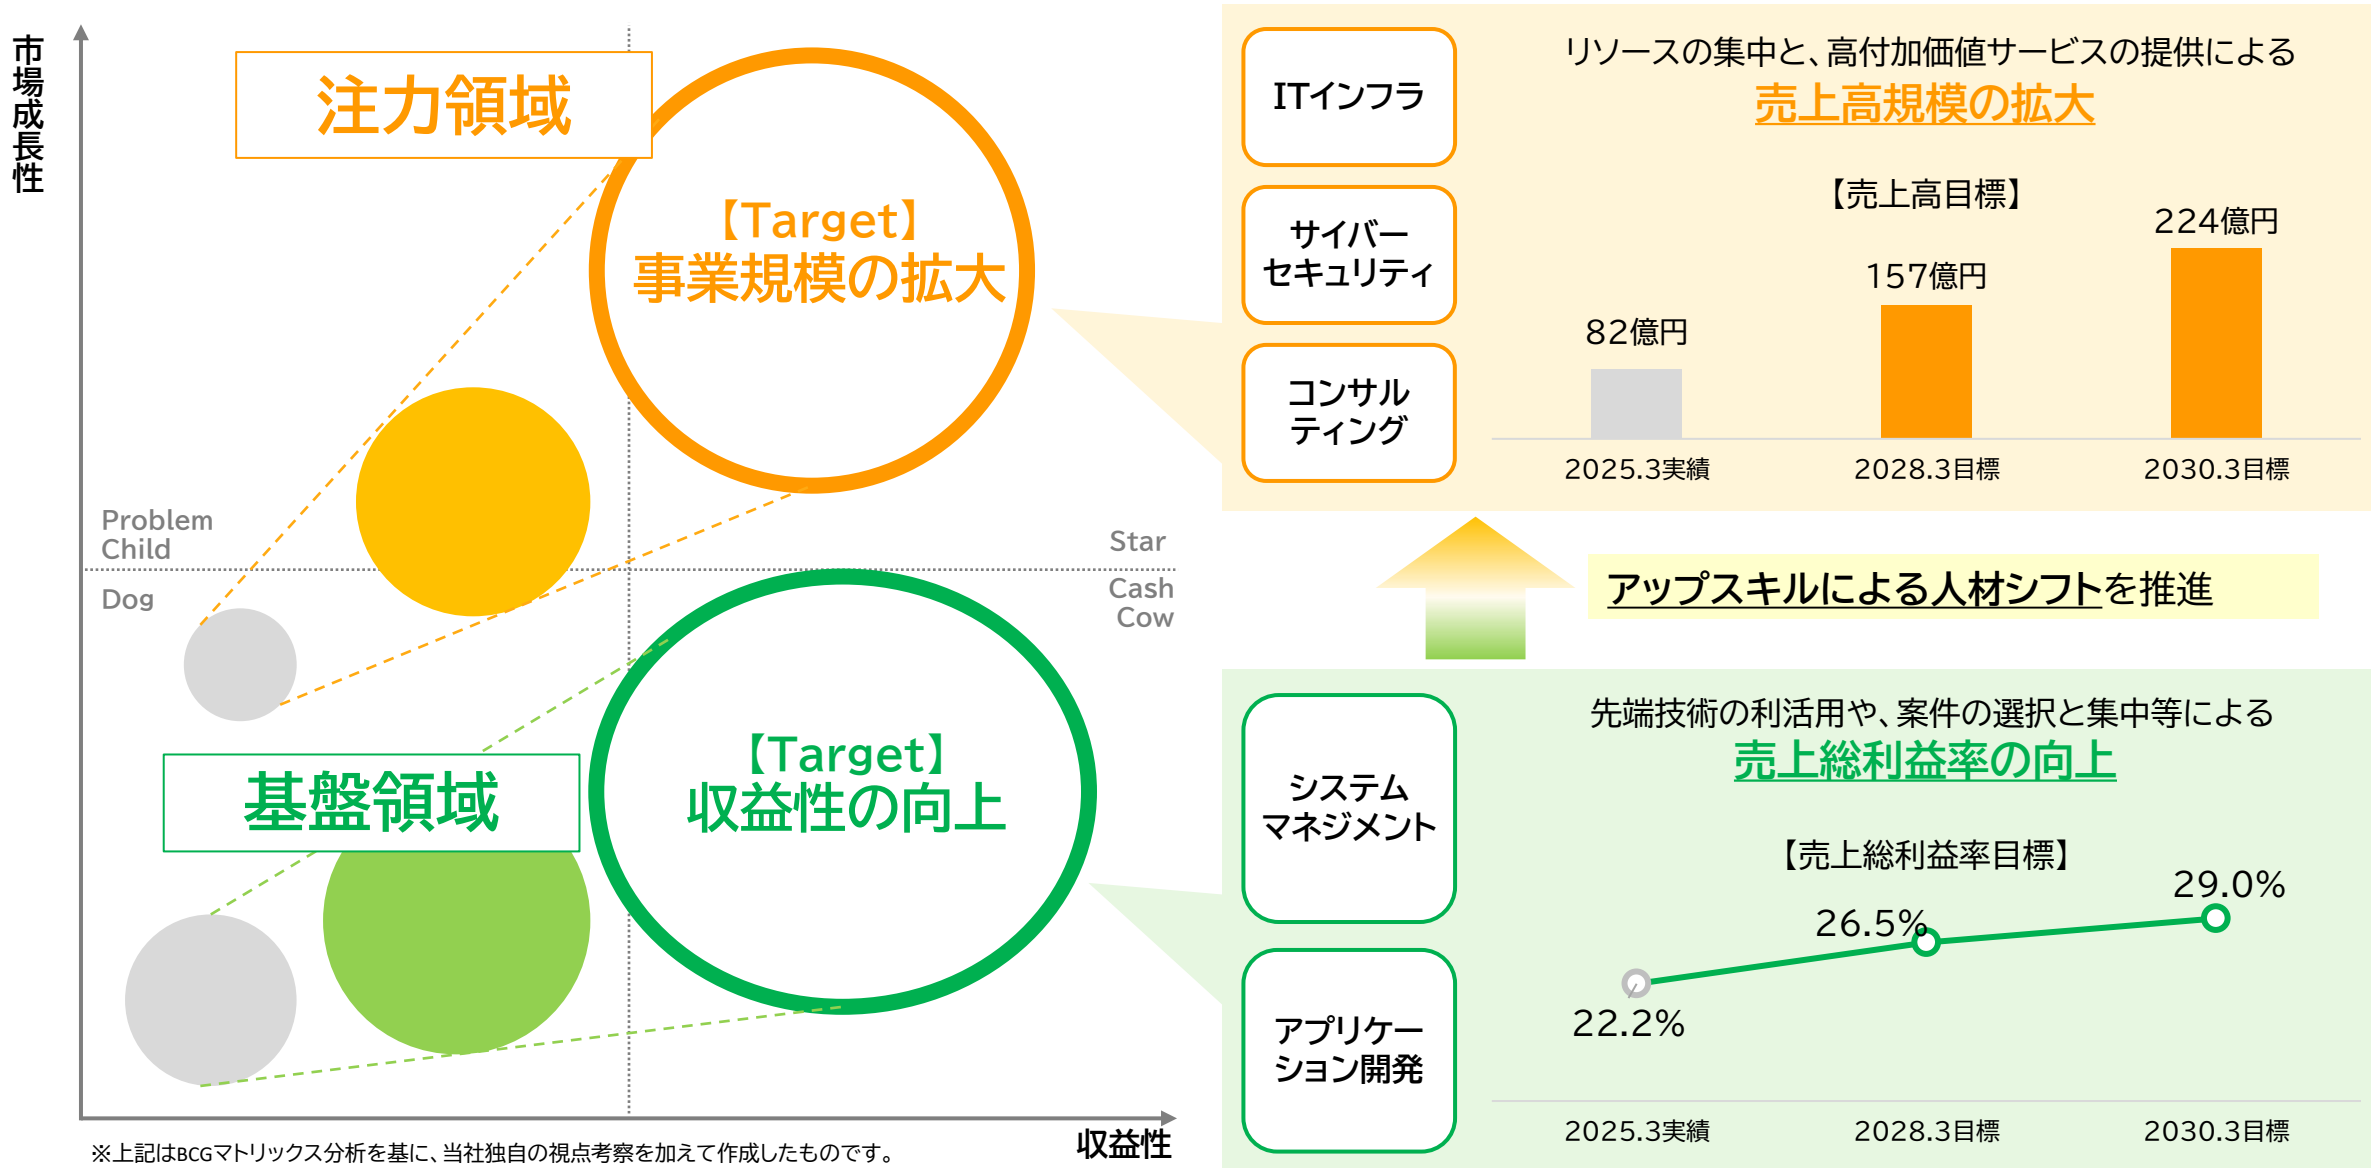 市場成長性
注力領域
【Target】
事業規模の拡大
Problem
Child
Star
Dog
Cash
Cow
基盤領域
【Target】
収益性の向上
収益性
※上記はBCGマトリックス分析を基に、当社独自の視点考察を加えて作成したものです。
ITインフラ
サイバー
セキュリティ
コンサル
ティング
リソースの集中と、高付加価値サービスの提供による
売上高規模の拡大
【売上高目標】
82億円
157億円
224億円
2025.3実績
2028.3目標
2030.3目標
アップスキルによる人材シフトを推進
システム
マネジメント
アプリケー
ション開発
先端技術の利活用や、案件の選択と集中等による
売上総利益率の向上
【売上総利益率目標】
22.2%
26.5%
29.0%
2025.3実績
2028.3目標
2030.3目標